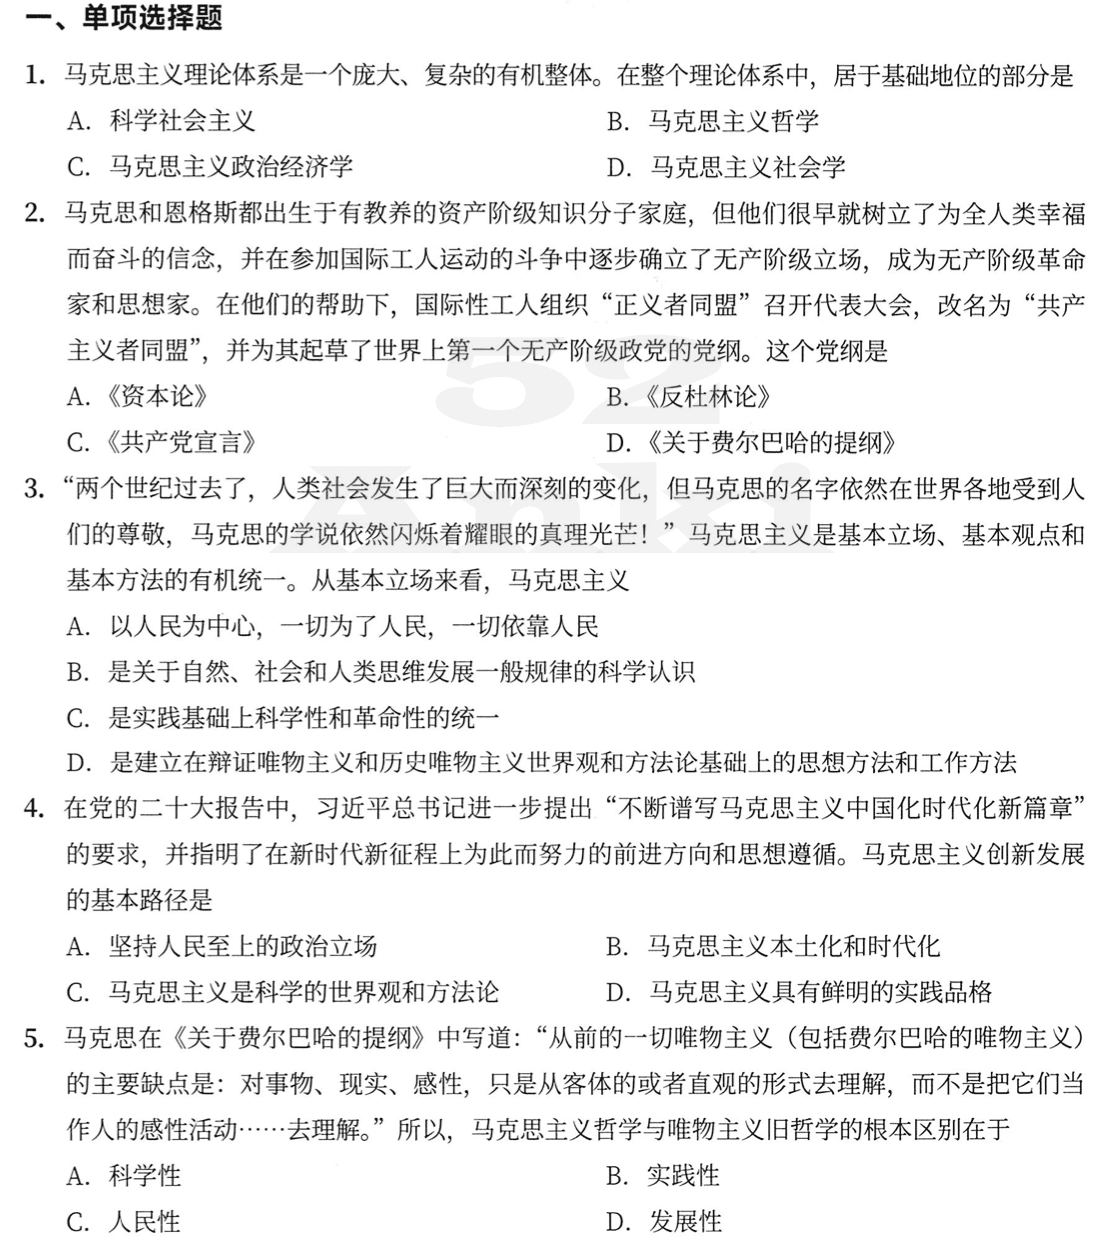 一、单项选择题
1. 马克思主义理论体系是一个庞大、复杂的有机整体。在整个理论体系中，居于基础地位的部分是
A. 科学社会主义 B. 马克思主义哲学
C. 马克思主义政治经济学 D. 马克思主义社会学
2. 马克思和恩格斯都出生于有教养的资产阶级知识分子家庭，但他们很早就树立了为全人类幸福
而奋斗的信念，并在参加国际工人运动的斗争中逐步确立了无产阶级立场，成为无产阶级革命
家和思想家。在他们的帮助下，国际性工人组织“正义者同盟”召开代表大会，改名为“共产
主义者同盟”，并为其起草了世界上第一个无产阶级政党的党纲。这个党纲是
A.《资本论》 B.《反杜林论》
C.《共产党宣言》 D.《关于费尔巴哈的提纲》
3. “两个世纪过去了，人类社会发生了巨大而深刻的变化，但马克思的名字依然在世界各地受到人
们的尊敬，马克思的学说依然闪烁着耀眼的真理光芒！”马克思主义是基本立场、基本观点和
基本方法的有机统一。从基本立场来看，马克思主义
A. 以人民为中心，一切为了人民，一切依靠人民
B. 是关于自然、社会和人类思维发展一般规律的科学认识
C. 是实践基础上科学性和革命性的统一
D. 是建立在辩证唯物主义和历史唯物主义世界观和方法论基础上的思想方法和工作方法
4. 在党的二十大报告中，习近平总书记进一步提出“不断谱写马克思主义中国化时代化新篇章”
的要求，并指明了在新时代新征程上为此而努力的前进方向和思想遵循。马克思主义创新发展
的基本路径是
A. 坚持人民至上的政治立场 B. 马克思主义本土化和时代化
C. 马克思主义是科学的世界观和方法论 D. 马克思主义具有鲜明的实践品格
5. 马克思在《关于费尔巴哈的提纲》中写道：“从前的一切唯物主义（包括费尔巴哈的唯物主义）
的主要缺点是：对事物、现实、感性，只是从客体的或者直观的形式去理解，而不是把它们当
作人的感性活动……去理解。”所以，马克思主义哲学与唯物主义旧哲学的根本区别在于
A. 科学性 B. 实践性
C. 人民性 D. 发展性
52
Anki